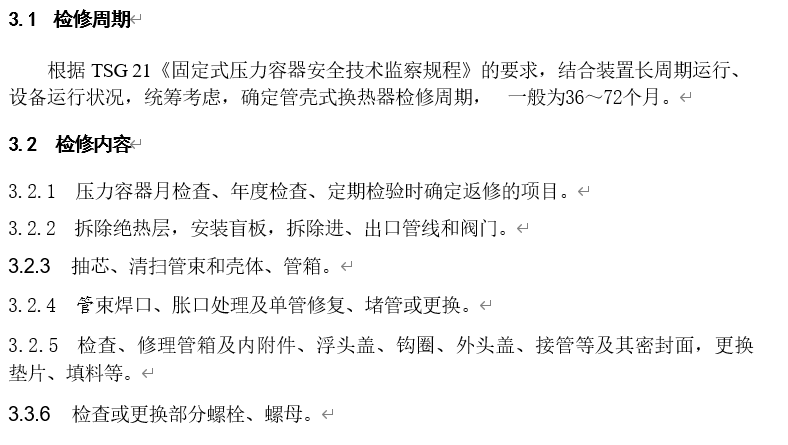 3.1 检修周期
根据 TSG 21《固定式压力容器安全技术监察规程》的要求，结合装置长周期运行、
设备运行状况，统筹考虑，确定管壳式换热器检修周期， 一般为36～72个月。
3.2 检修内容
3.2.1 压力容器月检查、年度检查、定期检验时确定返修的项目。
3.2.2 拆除绝热层，安装盲板，拆除进、出口管线和阀门。
3.2.3 抽芯、清扫管束和壳体、管箱。
3.2.4 管束焊口、胀口处理及单管修复、堵管或更换。
3.2.5 检查、修理管箱及内附件、浮头盖、钩圈、外头盖、接管等及其密封面，更换
垫片、填料等。
3.3.6 检查或更换部分螺栓、螺母。